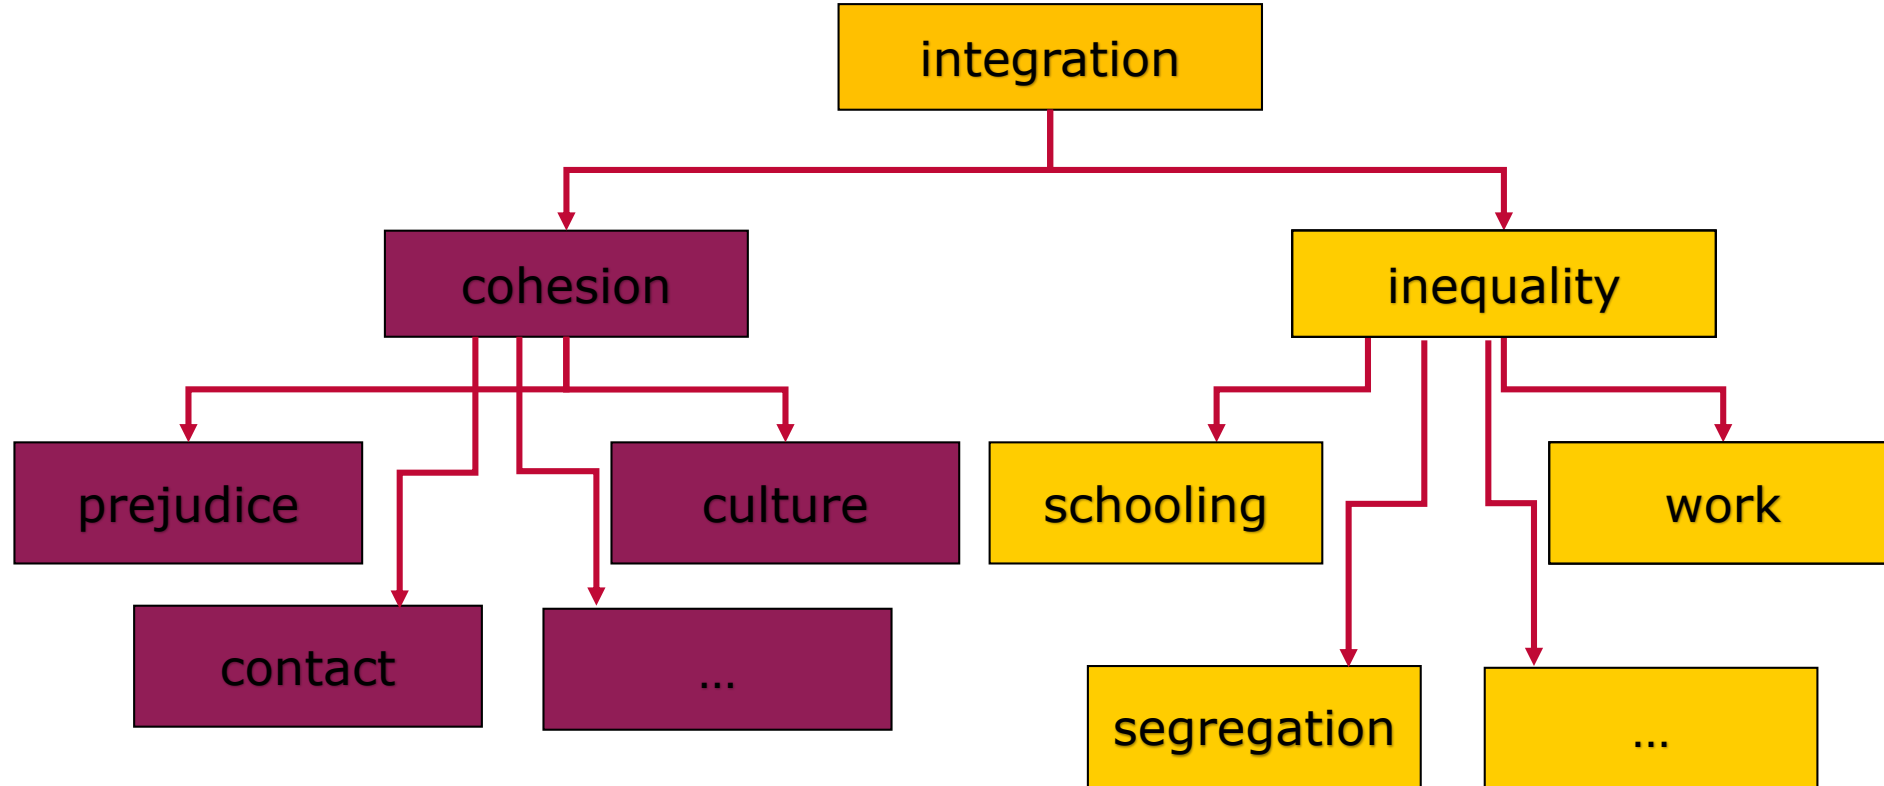 integration
cohesion
inequality
prejudice
culture
schooling
work
contact
...
segregation
...